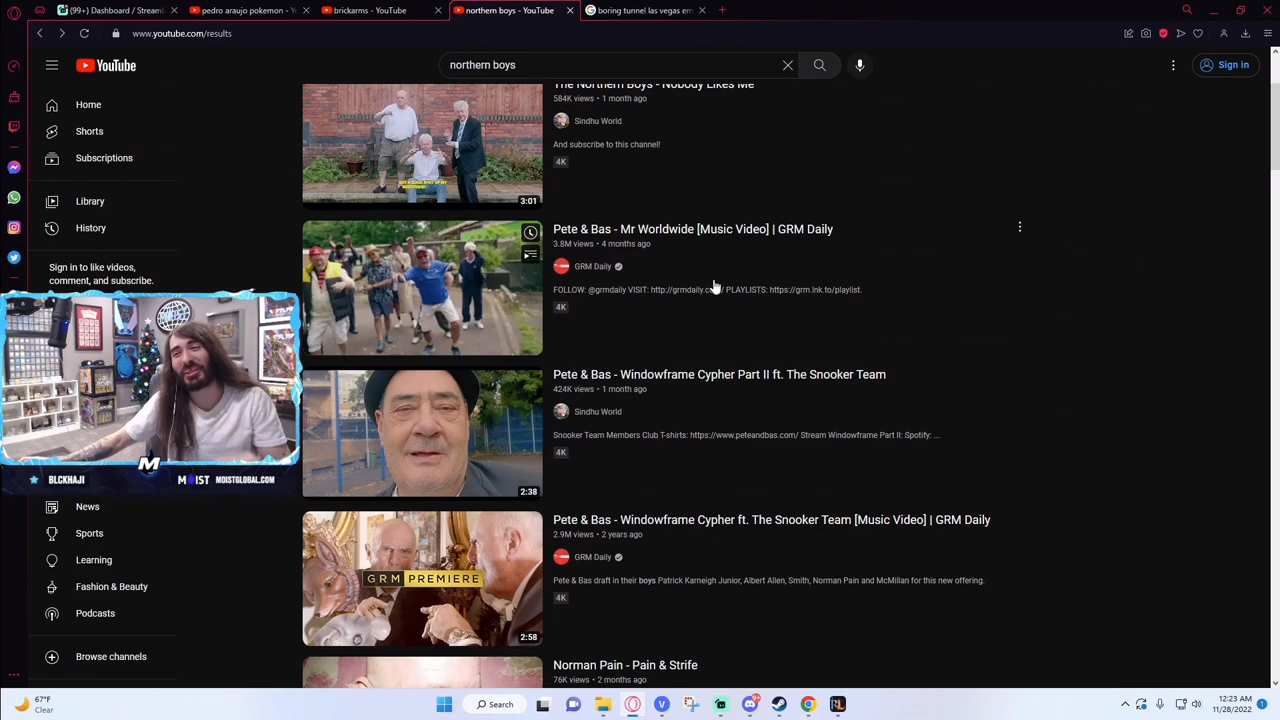 (99+) Dashboard / Streaml
pedro araujo pokemon - Yo
brickarms - YouTube
northern boys - YouTube
boring tunnel las vegas em
www.youtube.com/results
YouTube
northern boys
Sign in
Home
Shorts
Subscriptions
Library
History
Sign in to like videos,
comment, and subscribe.
News
Sports
Learning
Fashion & Beauty
Podcasts
Browse channels
The Northern Boys - Nobody Likes Me
584K views • 1 month ago
Sindhu World
And subscribe to this channel!
4K
3:01
Pete & Bas - Mr Worldwide [Music Video] | GRM Daily
3.8M views • 4 months ago
GRM Daily
FOLLOW: @grmdaily VISIT: http://grmdaily.co / PLAYLISTS: https://grm.lnk.to/playlist.
4K
Pete & Bas - Windowframe Cypher Part II ft. The Snooker Team
424K views • 1 month ago
Sindhu World
Snooker Team Members Club T-shirts: https://www.peteandbas.com/ Stream Windowframe Part II: Spotify: ...
4K
2:38
Pete & Bas - Windowframe Cypher ft. The Snooker Team [Music Video] | GRM Daily
2.9M views • 2 years ago
GRM Daily
Pete & Bas draft in their boys Patrick Karneigh Junior, Albert Allen, Smith, Norman Pain and McMillan for this new offering.
4K
GRM PREMIERE
2:58
Norman Pain - Pain & Strife
76K views • 2 months ago
BLCKHAJI
M
MOIST
MOISTGLOBAL.COM
67°F
Clear
Search
99+
12:23 AM
11/28/2022
1